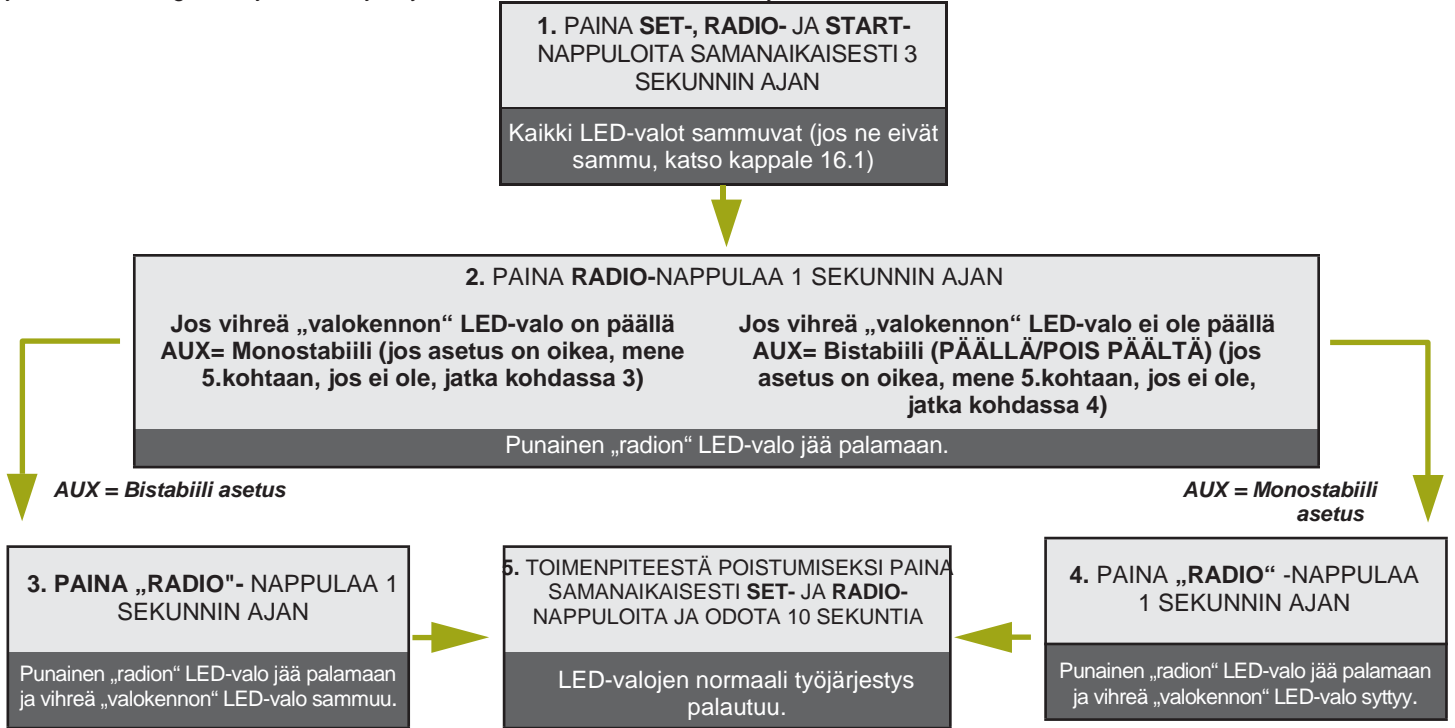 1. PAINA SET-, RADIO- JA START-
NAPPULOITA SAMANAIKAISESTI 3
SEKUNNIN AJAN
Kaikki LED-valot sammuvat (jos ne eivät
sammu, katso kappale 16.1)
2. PAINA RADIO-NAPPULAA 1 SEKUNNIN AJAN
Jos vihreä „valokennon“ LED-valo on päällä
AUX= Monostabiili (jos asetus on oikea, mene
5.kohtaan, jos ei ole, jatka kohdassa 3)
Jos vihreä „valokennon“ LED-valo ei ole päällä
AUX= Bistabiili (PÄÄLLÄ/POIS PÄÄLTÄ) (jos
asetus on oikea, mene 5.kohtaan, jos ei ole,
jatka kohdassa 4)
Punainen „radion“ LED-valo jää palamaan.
AUX = Bistabiili asetus
AUX = Monostabiili
asetus
3. PAINA „RADIO"- NAPPULAA 1
SEKUNNIN AJAN
Punainen „radion“ LED-valo jää palamaan
ja vihreä „valokennon“ LED-valo sammuu.
5. TOIMENPITEESTÄ POISTUMISEKSI PAINA
SAMANAIKAISESTI SET- JA RADIO-
NAPPULOITA JA ODOTA 10 SEKUNTIA
LED-valojen normaali työjärjestys
palautuu.
4. PAINA „RADIO“ -NAPPULAA
1 SEKUNNIN AJAN
Punainen „radion“ LED-valo jää palamaan
ja vihreä „valokennon“ LED-valo syttyy.